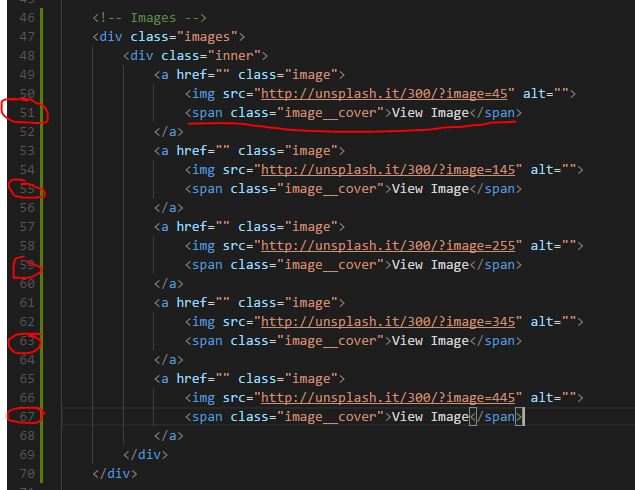 46 <!-- Images -->
47 <div class="images">
48 <div class="inner">
49 <a href="" class="image">
50 <img src="http://unsplash.it/300/?image=45" alt="">
51 <span class="image__cover">View Image</span>
52 </a>
53 <a href="" class="image">
54 <img src="http://unsplash.it/300/?image=145" alt="">
55 <span class="image__cover">View Image</span>
56 </a>
57 <a href="" class="image">
58 <img src="http://unsplash.it/300/?image=255" alt="">
59 <span class="image__cover">View Image</span>
60 </a>
61 <a href="" class="image">
62 <img src="http://unsplash.it/300/?image=345" alt="">
63 <span class="image__cover">View Image</span>
64 </a>
65 <a href="" class="image">
66 <img src="http://unsplash.it/300/?image=445" alt="">
67 <span class="image__cover">View Image</span>
68 </a>
69 </div>
70 </div>